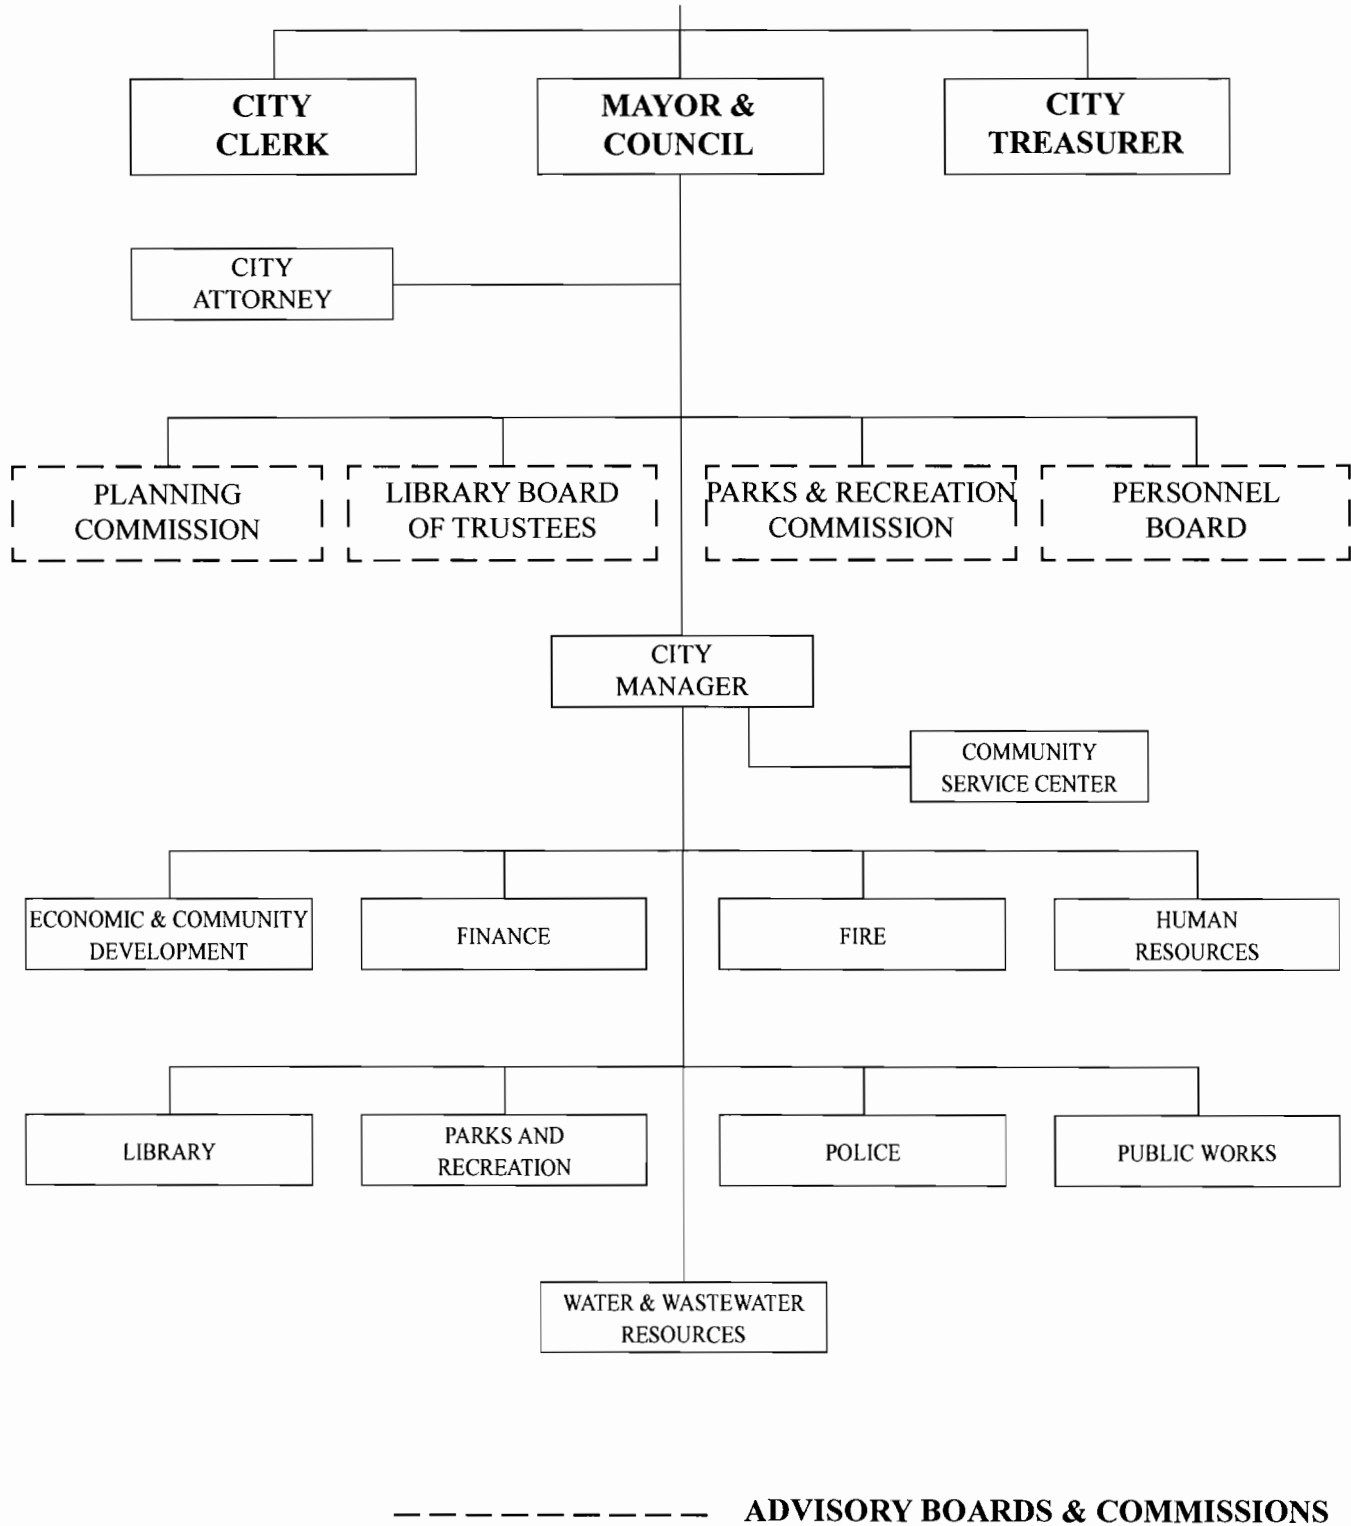 CITY
CLERK
MAYOR &
COUNCIL
CITY
TREASURER
CITY
ATTORNEY
PLANNING
COMMISSION
LIBRARY BOARD
OF TRUSTEES
PARKS & RECREATION
COMMISSION
PERSONNEL
BOARD
CITY
MANAGER
COMMUNITY
SERVICE CENTER
ECONOMIC & COMMUNITY
DEVELOPMENT
FINANCE
FIRE
HUMAN
RESOURCES
LIBRARY
PARKS AND
RECREATION
POLICE
PUBLIC WORKS
WATER & WASTEWATER
RESOURCES
ADVISORY BOARDS & COMMISSIONS